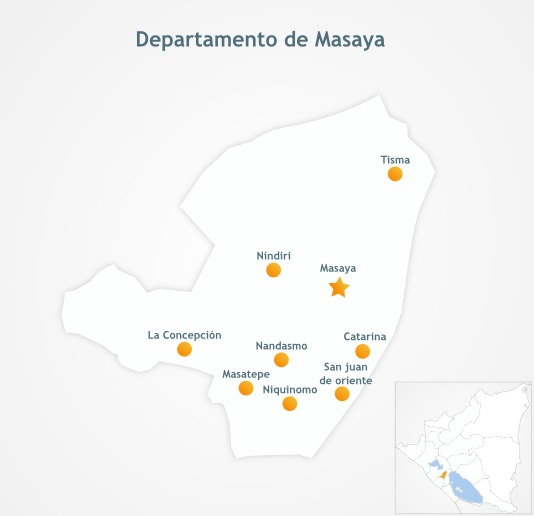 Departamento de Masaya
Tisma
Nindiri
Masaya
La Concepción
Nandasmo
Catarina
Masatepe
San juan
de oriente
Niquinomo